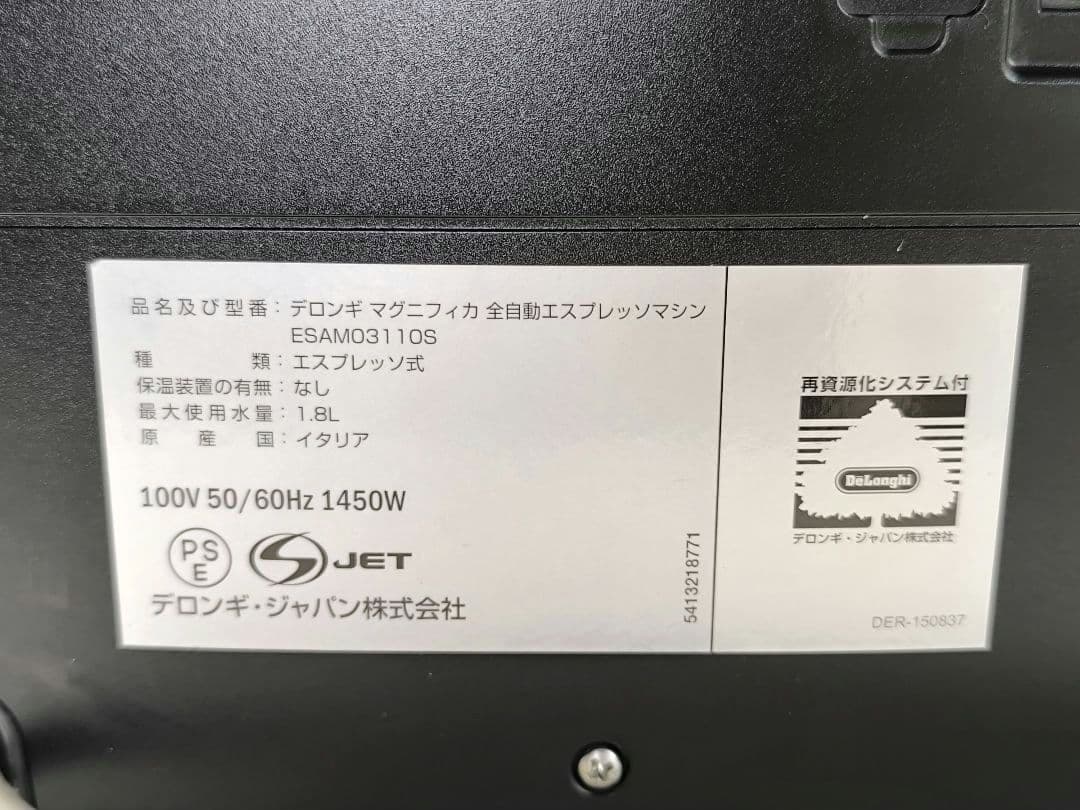 品名及び型番：デロンギ マグニフィカ 全自動エスプレッソマシン
ESAM03110S
種類：エスプレッソ式
保温装置の有無：なし
最大使用水量：1.8L
原産国：イタリア
100V 50/60Hz 1450W
PSE
S JET
デロンギ・ジャパン株式会社
5413218771
再資源化システム付
DeLonghi
デロンギ・ジャパン株式会社
DER-150837